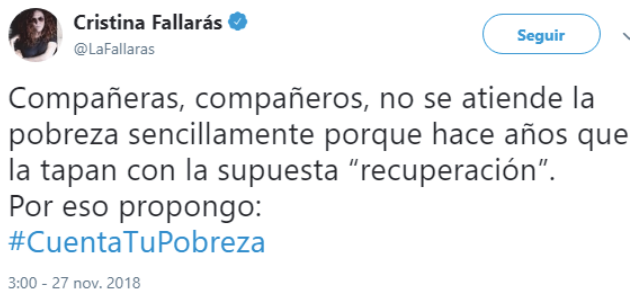 Cristina Fallarás
@LaFallaras
Seguir
Compañeras, compañeros, no se atiende la
pobreza sencillamente porque hace años que
la tapan con la supuesta “recuperación”.
Por eso propongo:
#CuentaTuPobreza
3:00 - 27 nov. 2018